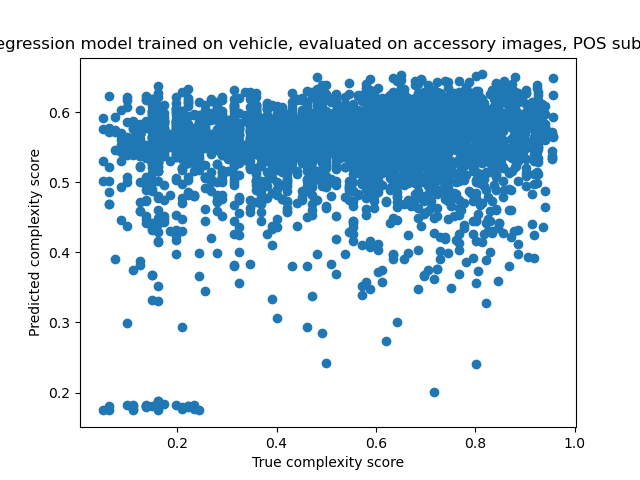 egression model trained on vehicle, evaluated on accessory images, POS sub
0.6
0.5
0.4
0.3
0.2
Predicted complexity score
0.2 0.4 0.6 0.8 1.0
True complexity score